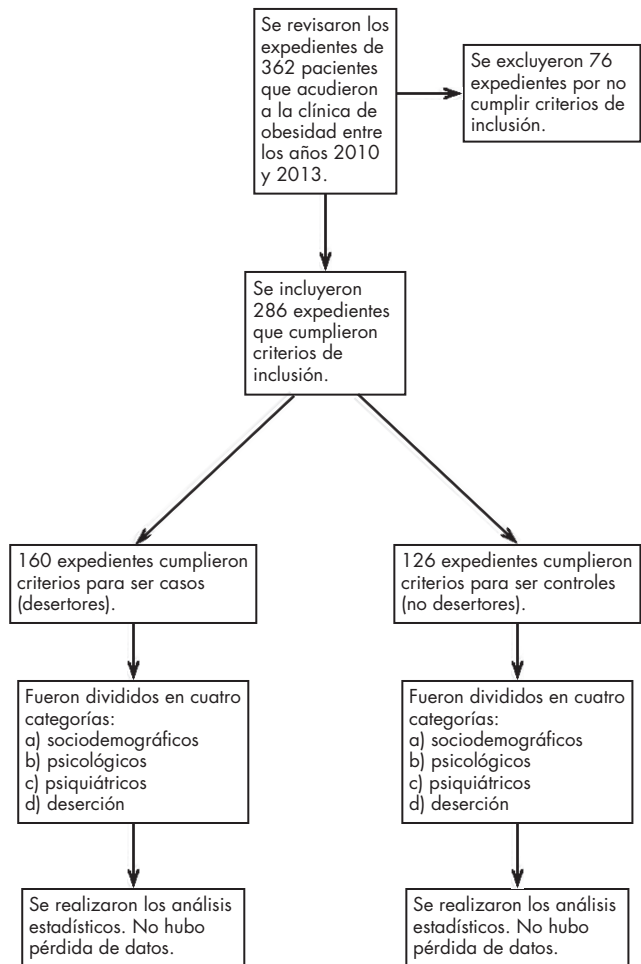 Se revisaron los
expedientes de
362 pacientes
que acudieron
a la clínica de
obesidad entre
los años 2010
y 2013.
Se excluyeron 76
expedientes por no
cumplir criterios de
inclusión.
Se incluyeron
286 expedientes
que cumplieron
criterios de
inclusión.
160 expedientes cumplieron
criterios para ser casos
(desertores).
126 expedientes cumplieron
criterios para ser controles
(no desertores).
Fueron divididos en cuatro
categorías:
a) sociodemográficos
b) psicológicos
c) psiquiátricos
d) deserción
Fueron divididos en cuatro
categorías:
a) sociodemográficos
b) psicológicos
c) psiquiátricos
d) deserción
Se realizaron los análisis
estadísticos. No hubo
pérdida de datos.
Se realizaron los análisis
estadísticos. No hubo
pérdida de datos.